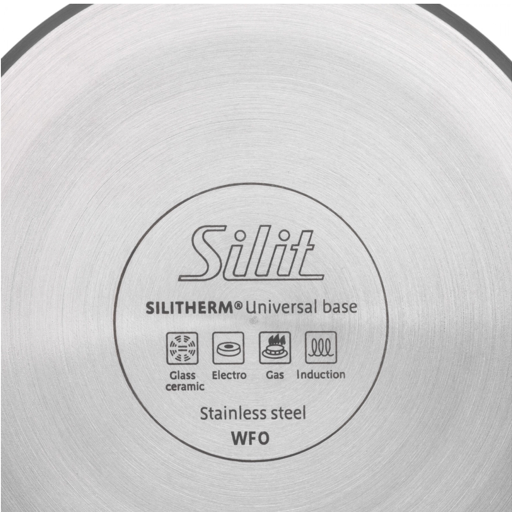 Silit
SILITHERM® Universal base
Glass ceramic
Electro
Gas
Induction
Stainless steel
WFO